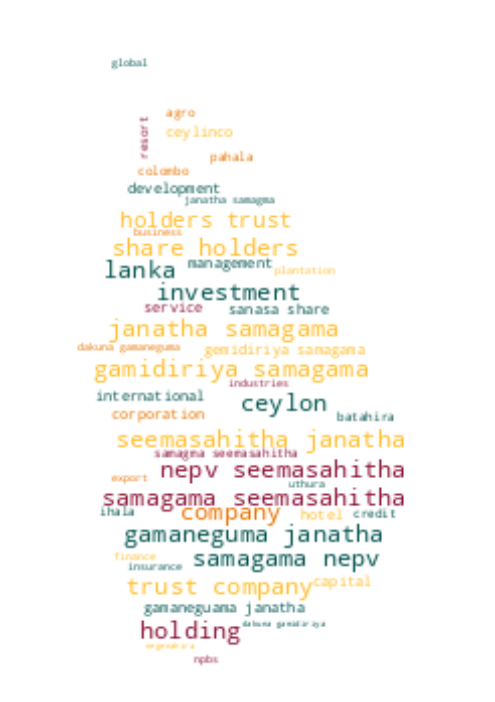 global
agro
resort
ceylinco
pahala
colombo
development
janatha samagma
holders trust
business
share holders
management
lanka
plantation
investment
service
sanasa share
janatha samagama
dakuna gamaneguma
gemidiriya samagama
gamidiriya samagama
industries
international
ceylon
corporation
batahira
seemasahitha janatha
samagma seemasahitha
nepv seemasahitha
export
uthura
samagama seemasahitha
ihala
company
hotel
credit
gamaneguma janatha
finance
samagama nepv
insurance
trust company
capital
gamaneguama janatha
dakuna gamidiriya
holding
negenahira
npbs